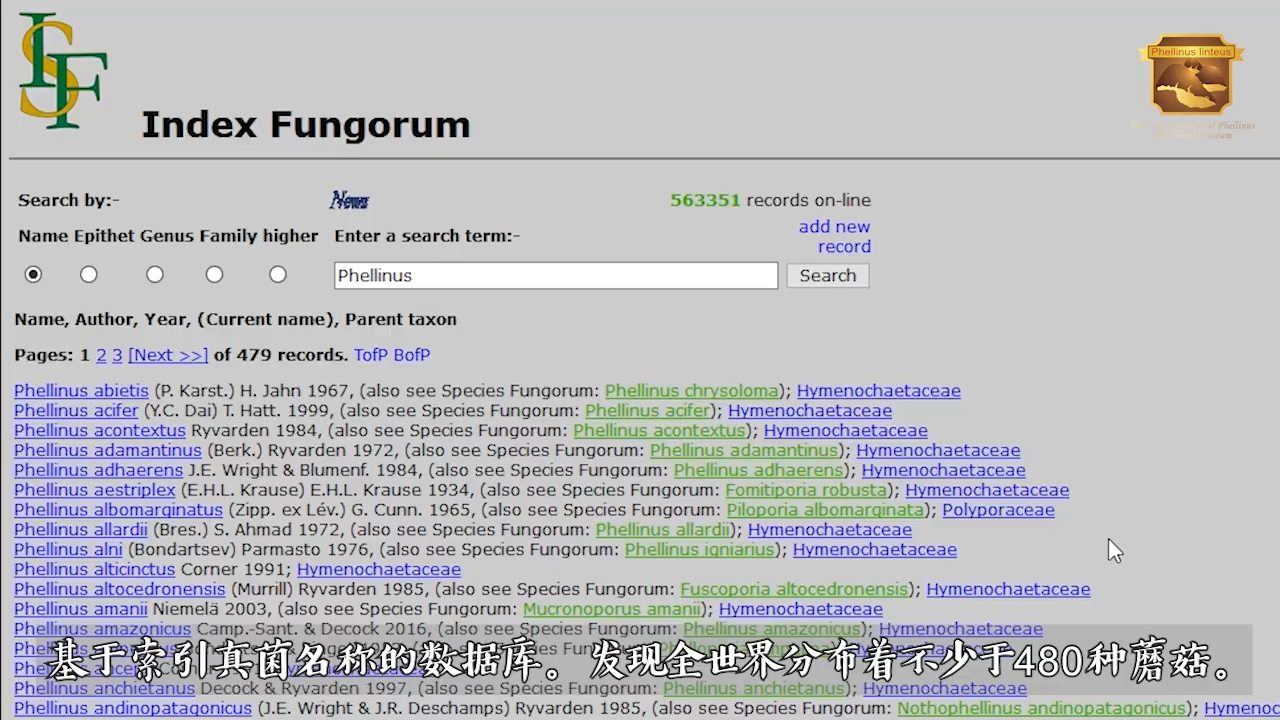 ISF
Phellinus linteus
Index Fungorum
Search by:-
News
563351 records on-line
add new
record
Name Epithet Genus Family higher
Enter a search term:-
Phellinus
Search
Name, Author, Year, (Current name), Parent taxon
Pages: 1 2 3 [Next >>] of 479 records. TofP BofP
Phellinus abietis (P. Karst.) H. Jahn 1967, (also see Species Fungorum: Phellinus chrysoloma); Hymenochaetaceae
Phellinus acifer (Y.C. Dai) T. Hatt. 1999, (also see Species Fungorum: Phellinus acifer); Hymenochaetaceae
Phellinus acontextus Ryvarden 1984, (also see Species Fungorum: Phellinus acontextus); Hymenochaetaceae
Phellinus adamantinus (Berk.) Ryvarden 1972, (also see Species Fungorum: Phellinus adamantinus); Hymenochaetaceae
Phellinus adhaerens J.E. Wright & Blumenf. 1984, (also see Species Fungorum: Phellinus adhaerens); Hymenochaetaceae
Phellinus aestriplex (E.H.L. Krause) E.H.L. Krause 1934, (also see Species Fungorum: Fomitiporia robusta); Hymenochaetaceae
Phellinus albomarginatus (Zipp. ex Lév.) G. Cunn. 1965, (also see Species Fungorum: Piloporia albomarginata); Polyporaceae
Phellinus allardii (Bres.) S. Ahmad 1972, (also see Species Fungorum: Phellinus allardii); Hymenochaetaceae
Phellinus alni (Bondartsev) Parmasto 1976, (also see Species Fungorum: Phellinus igniarius); Hymenochaetaceae
Phellinus alticinctus Corner 1991; Hymenochaetaceae
Phellinus altocedronensis (Murrill) Ryvarden 1985, (also see Species Fungorum: Fuscoporia altocedronensis); Hymenochaetaceae
Phellinus amanii Niemelä 2003, (also see Species Fungorum: Mucronoporus amanii); Hymenochaetaceae
Phellinus amazonicus Camp.-Sant. & Decock 2016, (also see Species Fungorum: Phellinus amazonicus); Hymenochaetaceae
基于索引真菌名称的数据库。发现全世界分布着不少于480种蘑菇。
Phellinus anchietanus Decock & Ryvarden 1997, (also see Species Fungorum: Phellinus anchietanus); Hymenochaetaceae
Phellinus andinopatagonicus (J.E. Wright & J.R. Deschamps) Ryvarden 1985, (also see Species Fungorum: Nothophellinus andinopatagonicus); Hymenoc